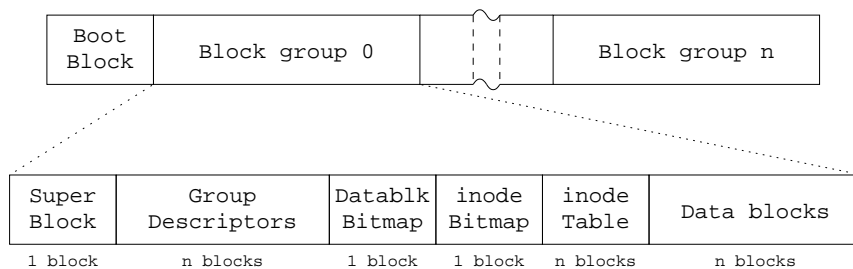 Boot
Block
Block group 0
Block group n
Super
Block
Group
Descriptors
Datablk
Bitmap
inode
Bitmap
inode
Table
Data blocks
1 block
n blocks
1 block
1 block
n blocks
n blocks